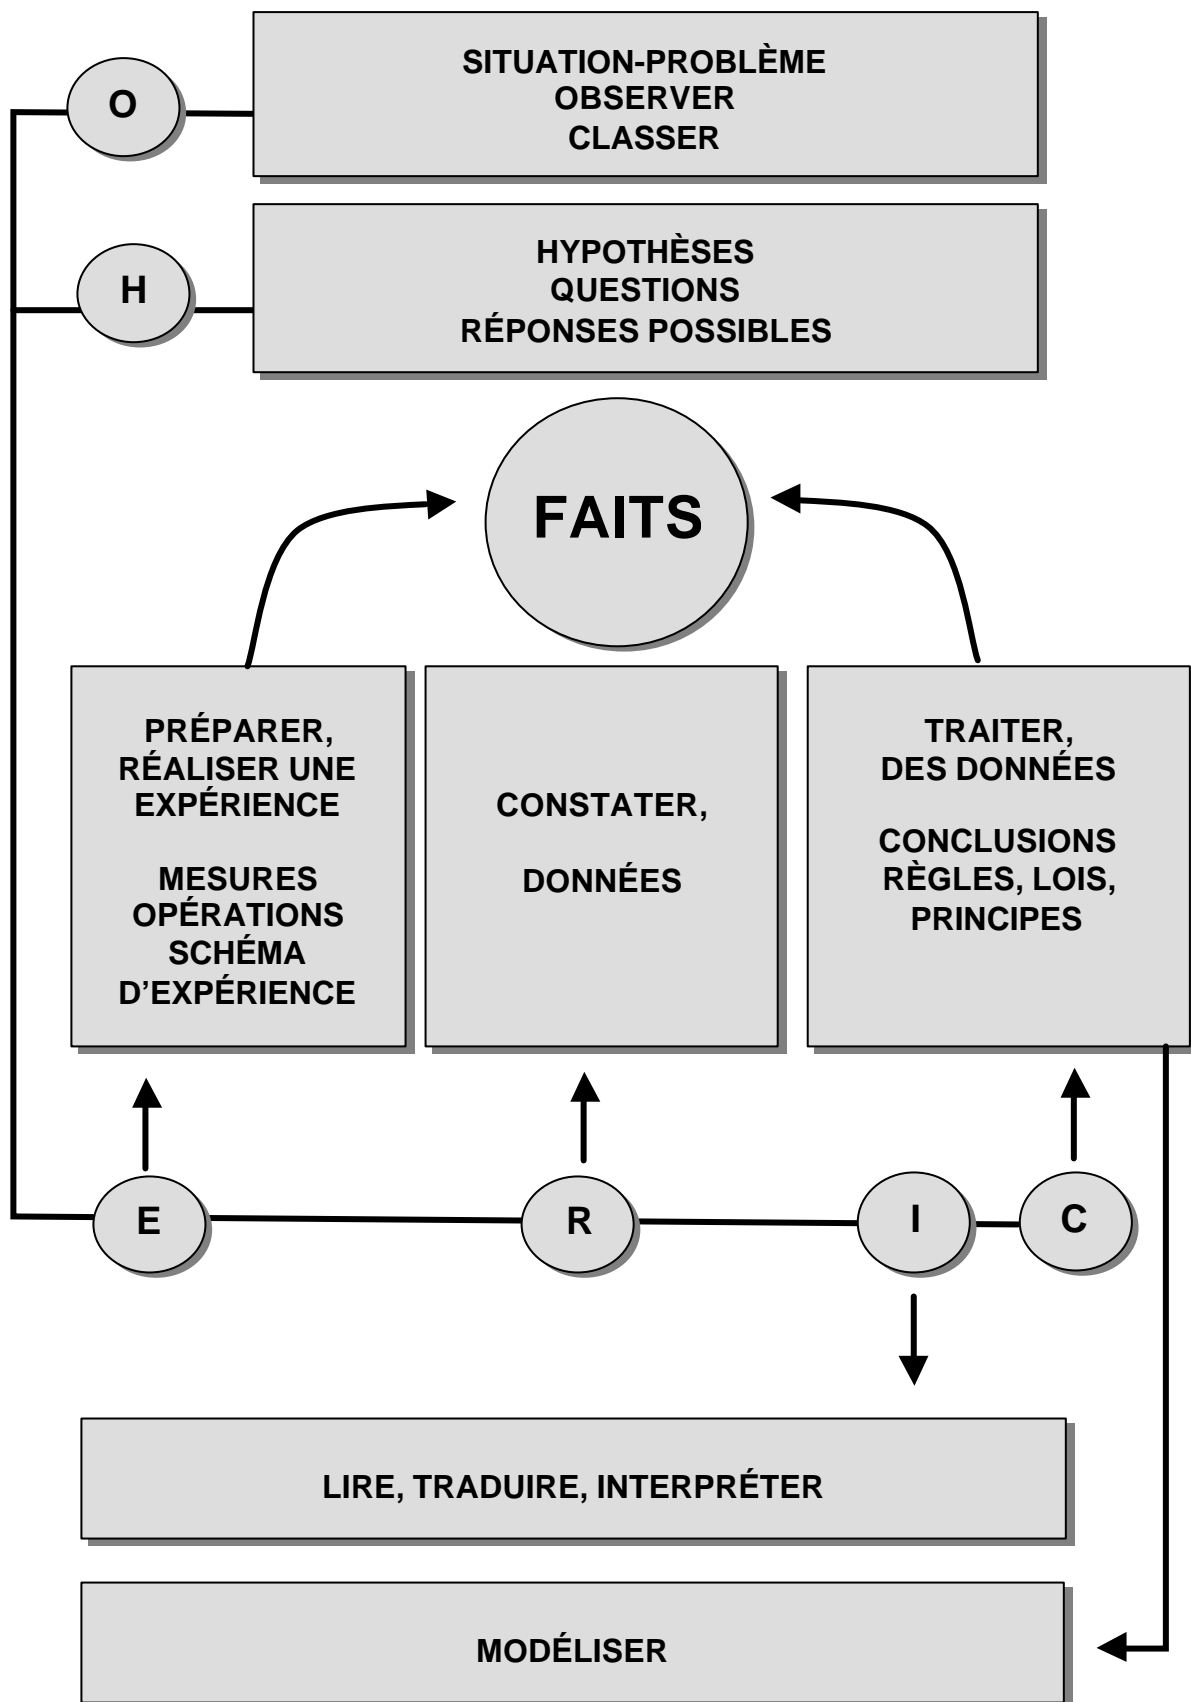 O
SITUATION-PROBLÈME
OBSERVER
CLASSER
H
HYPOTHÈSES
QUESTIONS
RÉPONSES POSSIBLES
FAITS
PRÉPARER,
RÉALISER UNE
EXPÉRIENCE
MESURES
OPÉRATIONS
SCHÉMA
D’EXPÉRIENCE
CONSTATER,
DONNÉES
TRAITER,
DES DONNÉES
CONCLUSIONS
RÈGLES, LOIS,
PRINCIPES
E
R
I
C
LIRE, TRADUIRE, INTERPRÉTER
MODÉLISER